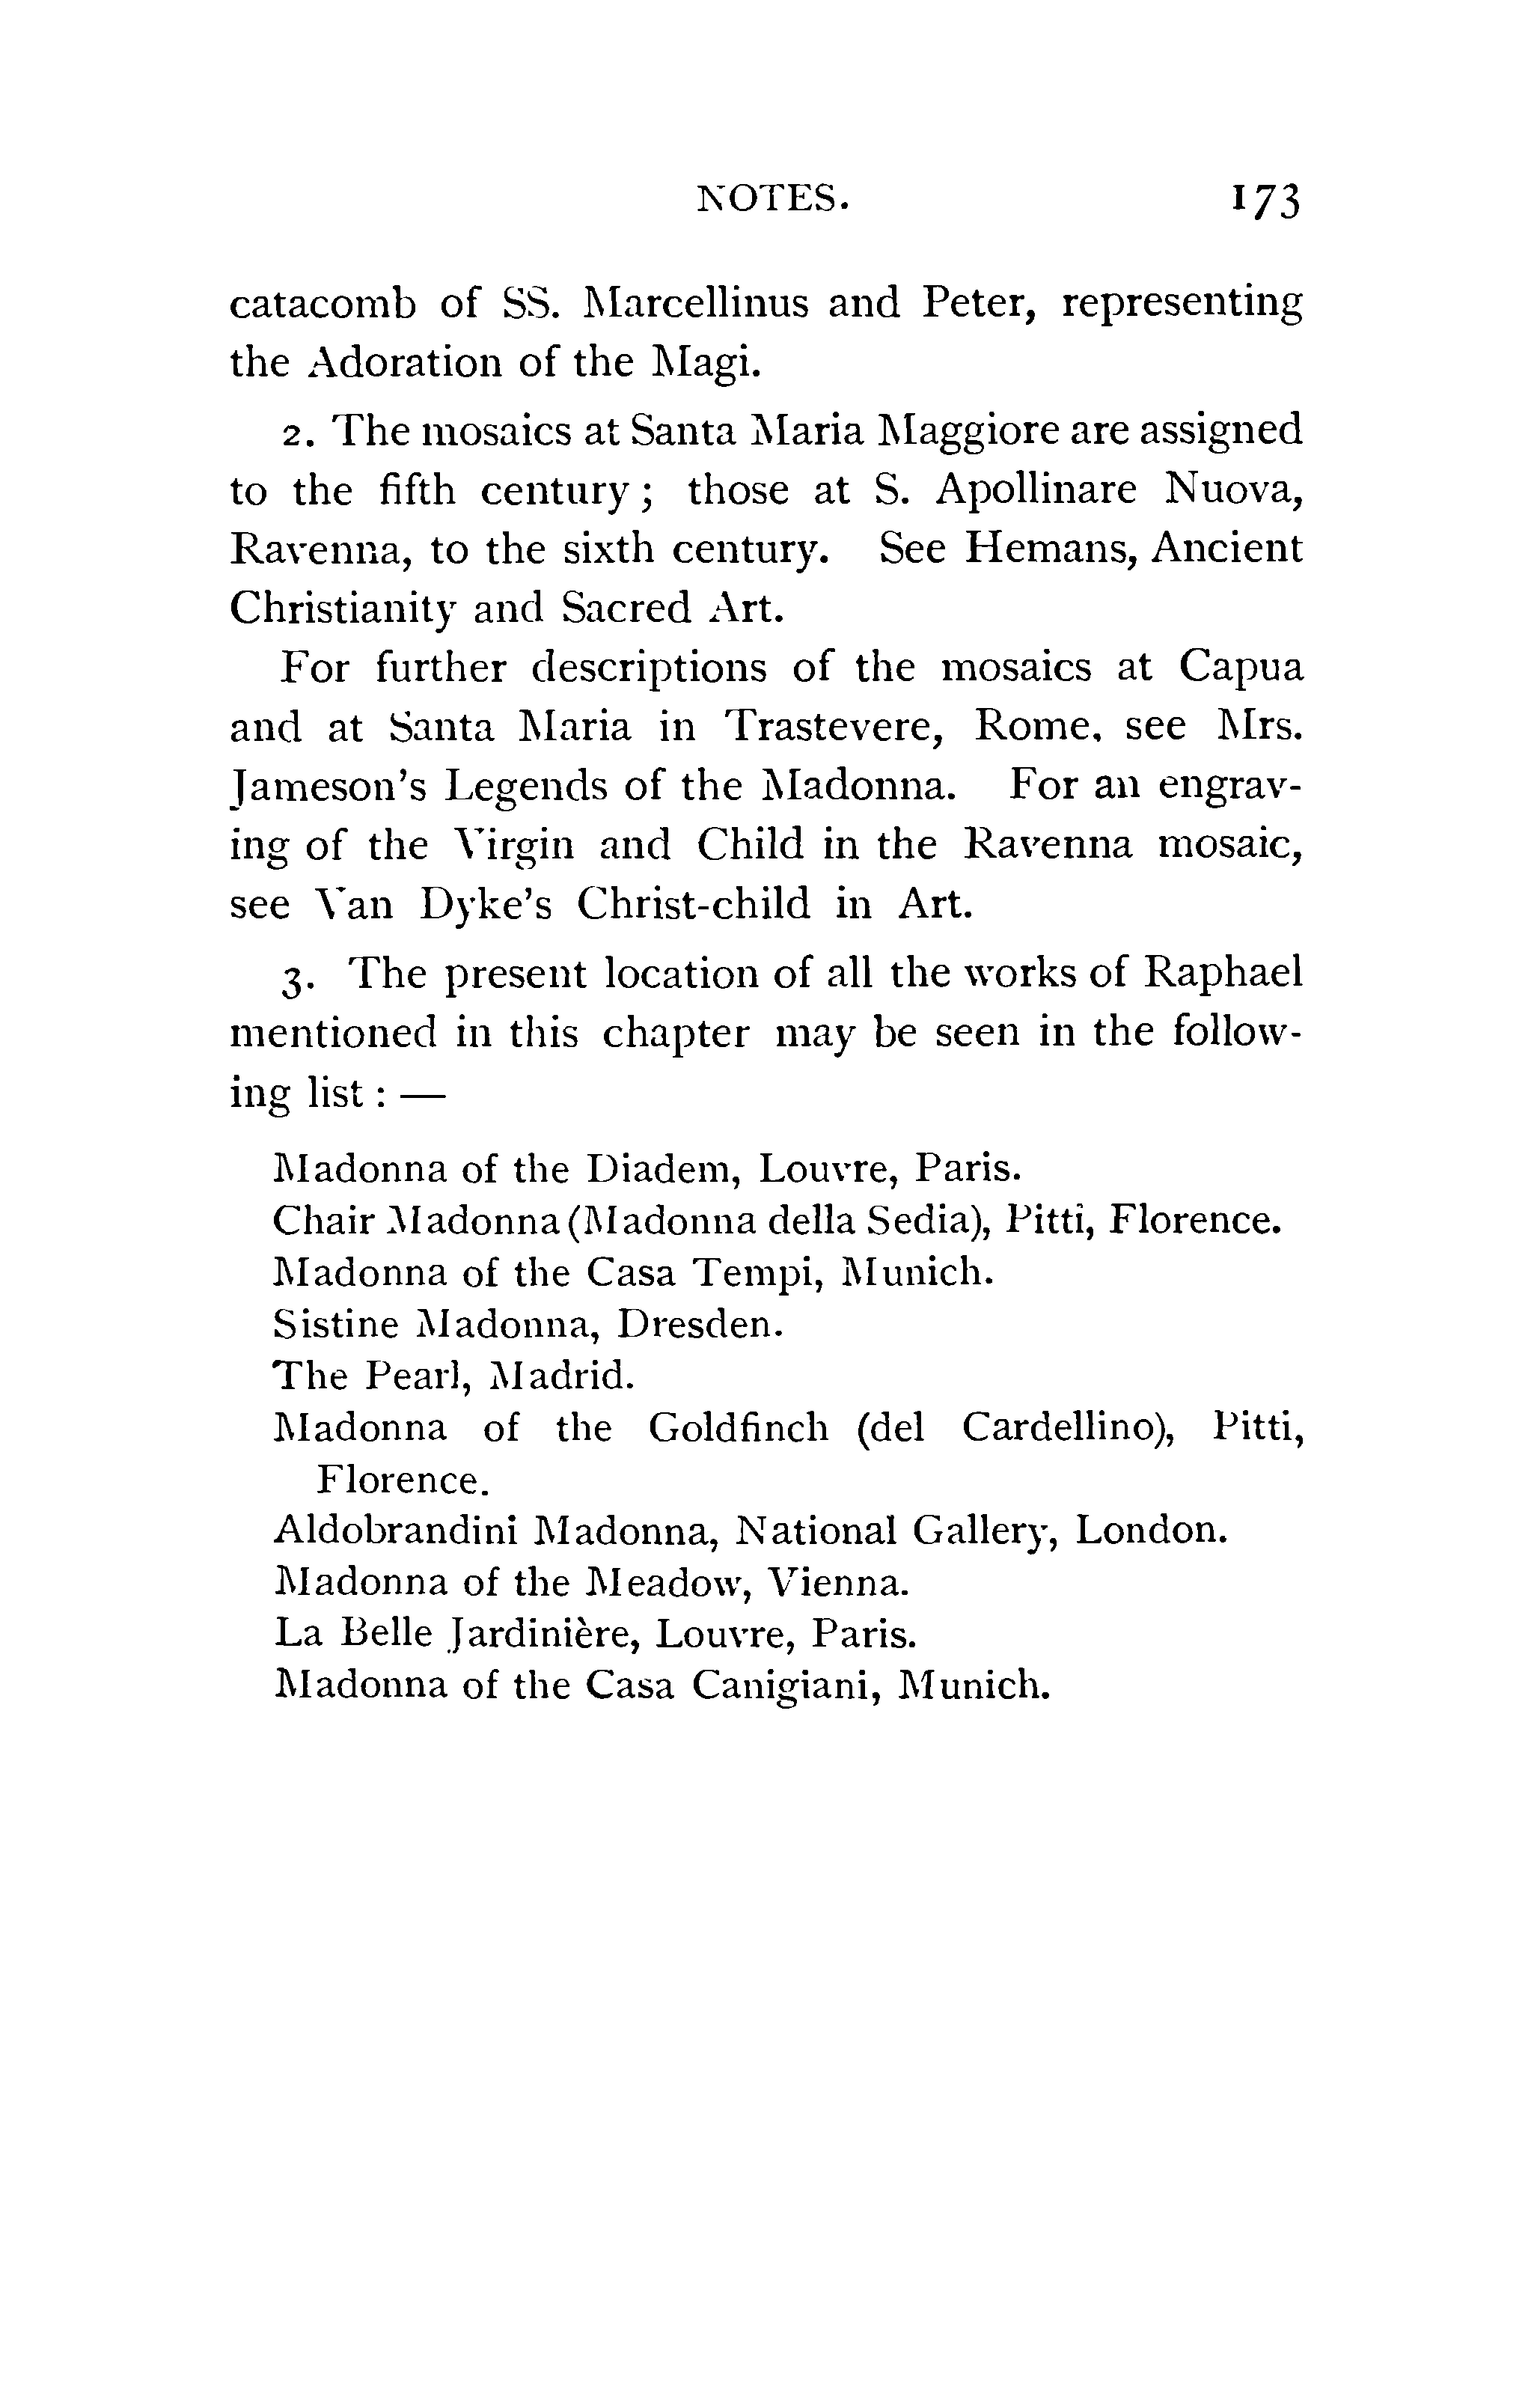 NOTES. 173
catacomb of SS. Marcellinus and Peter, representing
the Adoration of the Magi.
2. The mosaics at Santa Maria Maggiore are assigned
to the fifth century; those at S. Apollinare Nuova,
Ravenna, to the sixth century. See Hemans, Ancient
Christianity and Sacred Art.
For further descriptions of the mosaics at Capua
and at Santa Maria in Trastevere, Rome, see Mrs.
Jameson's Legends of the Madonna. For an engrav-
ing of the Virgin and Child in the Ravenna mosaic,
see Van Dyke's Christ-child in Art.
3. The present location of all the works of Raphael
mentioned in this chapter may be seen in the follow-
ing list: —
Madonna of the Diadem, Louvre, Paris.
Chair Madonna (Madonna della Sedia), Pitti, Florence.
Madonna of the Casa Tempi, Munich.
Sistine Madonna, Dresden.
The Pearl, Madrid.
Madonna of the Goldfinch (del Cardellino), Pitti,
Florence.
Aldobrandini Madonna, National Gallery, London.
Madonna of the Meadow, Vienna.
La Belle Jardinière, Louvre, Paris.
Madonna of the Casa Canigiani, Munich.